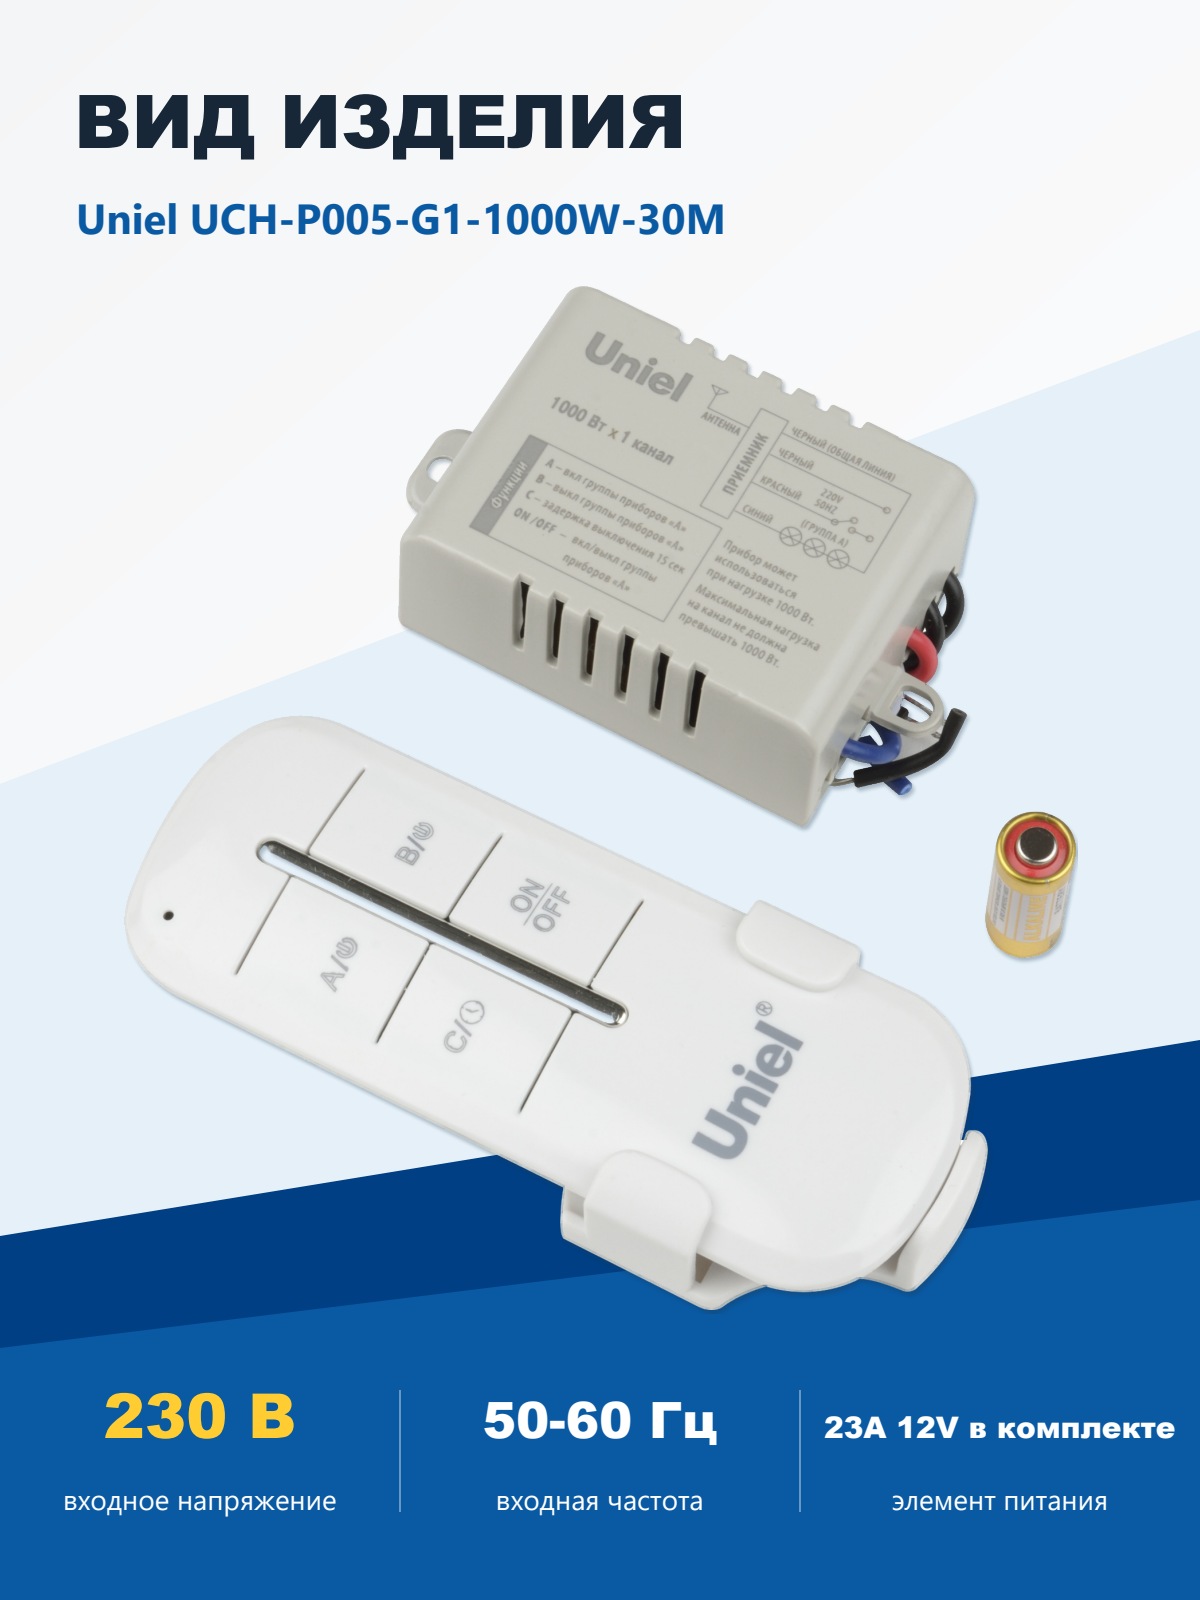 ВИД ИЗДЕЛИЯ
Uniel UCH-P005-G1-1000W-30M
Uniel
1000 Вт x 1 канал
Функции
A – вкл группы приборов «А»
B – выкл группы приборов «А»
C – задержка выключения 15 сек
ON /OFF – вкл/выкл группы
приборов «А»
АНТЕННА
ПРИЕМНИК
ЧЕРНЫЙ (ОБЩАЯ ЛИНИЯ)
ЧЕРНЫЙ
КРАСНЫЙ
220V
50HZ
СИНИЙ
(ГРУППА А)
Прибор может
использоваться
при нагрузке 1000 Вт.
Максимальная нагрузка
на канал не должна
превышать 1000 Вт.
B/
ON
OFF
A/
C/
Uniel®
230 В
входное напряжение
50-60 Гц
входная частота
23А 12V в комплекте
элемент питания